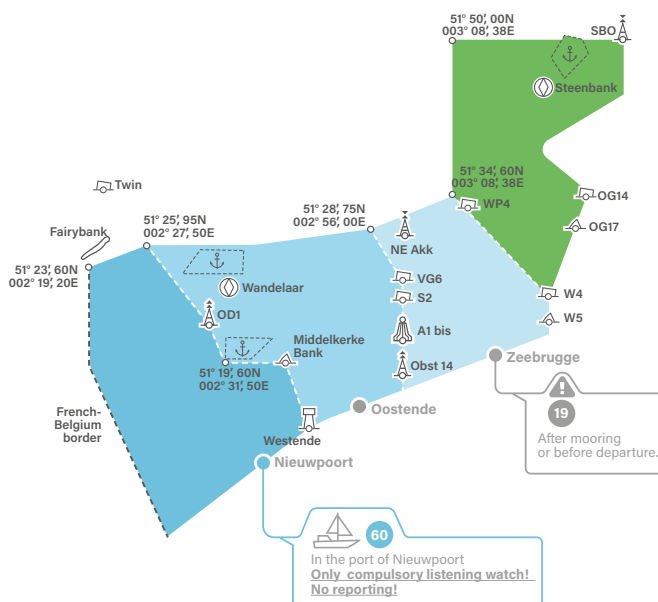 51° 50,' 00N
003° 08,' 38E
SBO
Steenbank
51° 34,' 60N
003° 08,' 38E
Twin
WP4
OG14
51° 28,' 75N
002° 56,' 00E
51° 25,' 95N
002° 27,' 50E
OG17
Fairybank
NE Akk
51° 23,' 60N
002° 19,' 20E
VG6
Wandelaar
S2
W4
OD1
W5
A1 bis
Middelkerke
Bank
Zeebrugge
Obst 14
51° 19,' 60N
002° 31,' 50E
French-
Belgium
border
Oostende
19
After mooring
or before departure.
Westende
Nieuwpoort
60
In the port of Nieuwpoort
Only compulsory listening watch!
No reporting!